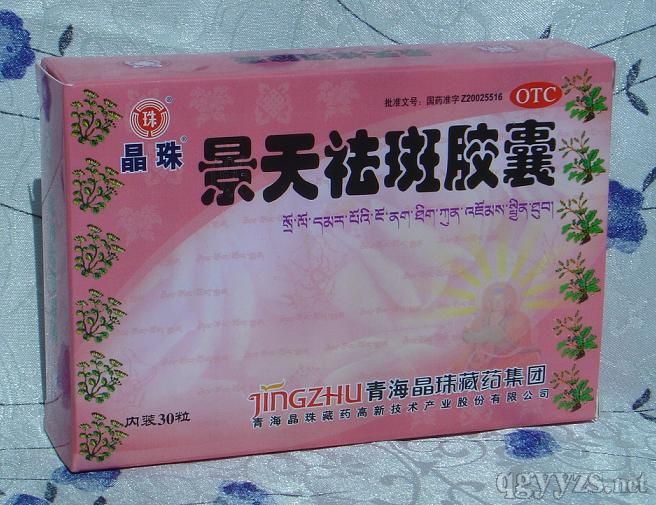 批准文号：国药准字Z20025516
OTC
珠
晶珠
景天祛斑胶囊
JINGZHU青海晶珠藏药集团
青海晶珠藏药高新技术产业股份有限公司
内装30粒
qgyyzs.net